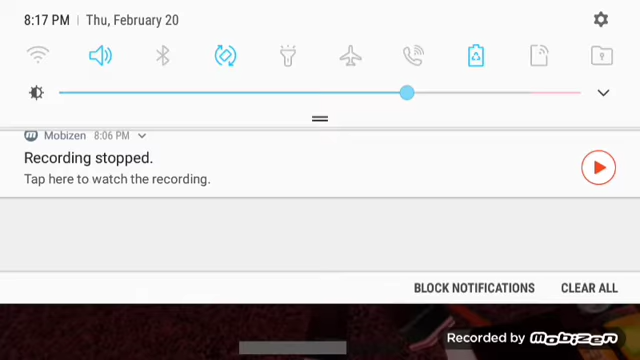 8:17 PM | Thu, February 20
Mobizen 8:06 PM
Recording stopped.
Tap here to watch the recording.
BLOCK NOTIFICATIONS CLEAR ALL
Recorded by Mobizen